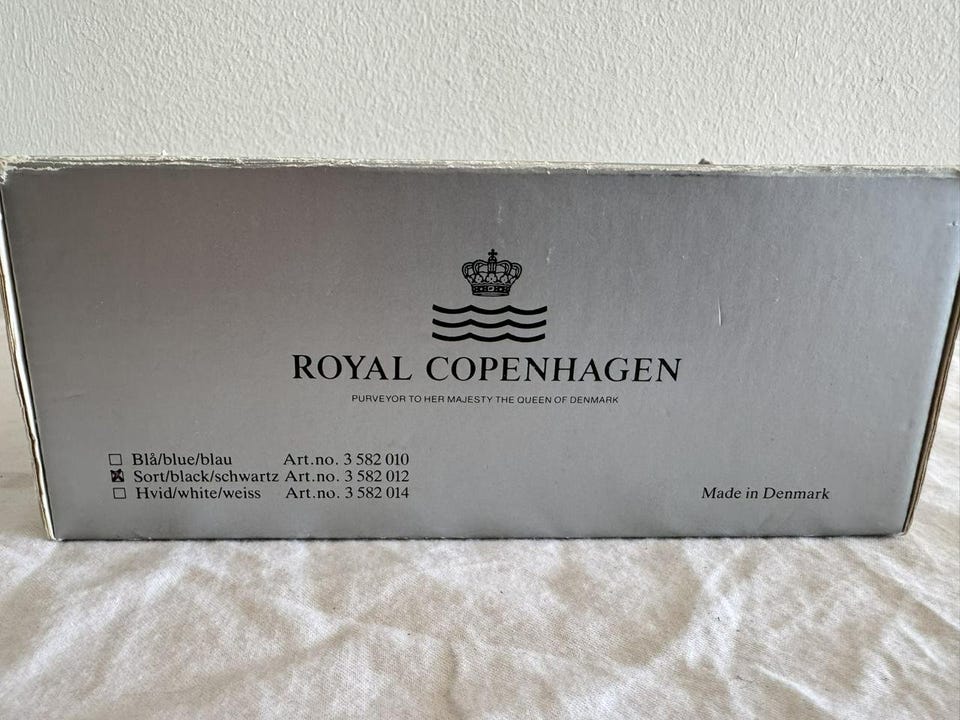 ROYAL COPENHAGEN
PURVEYOR TO HER MAJESTY THE QUEEN OF DENMARK
Blå/blue/blau Art.no. 3 582 010
Sort/black/schwartz Art.no. 3 582 012
Hvid/white/weiss Art.no. 3 582 014
Made in Denmark